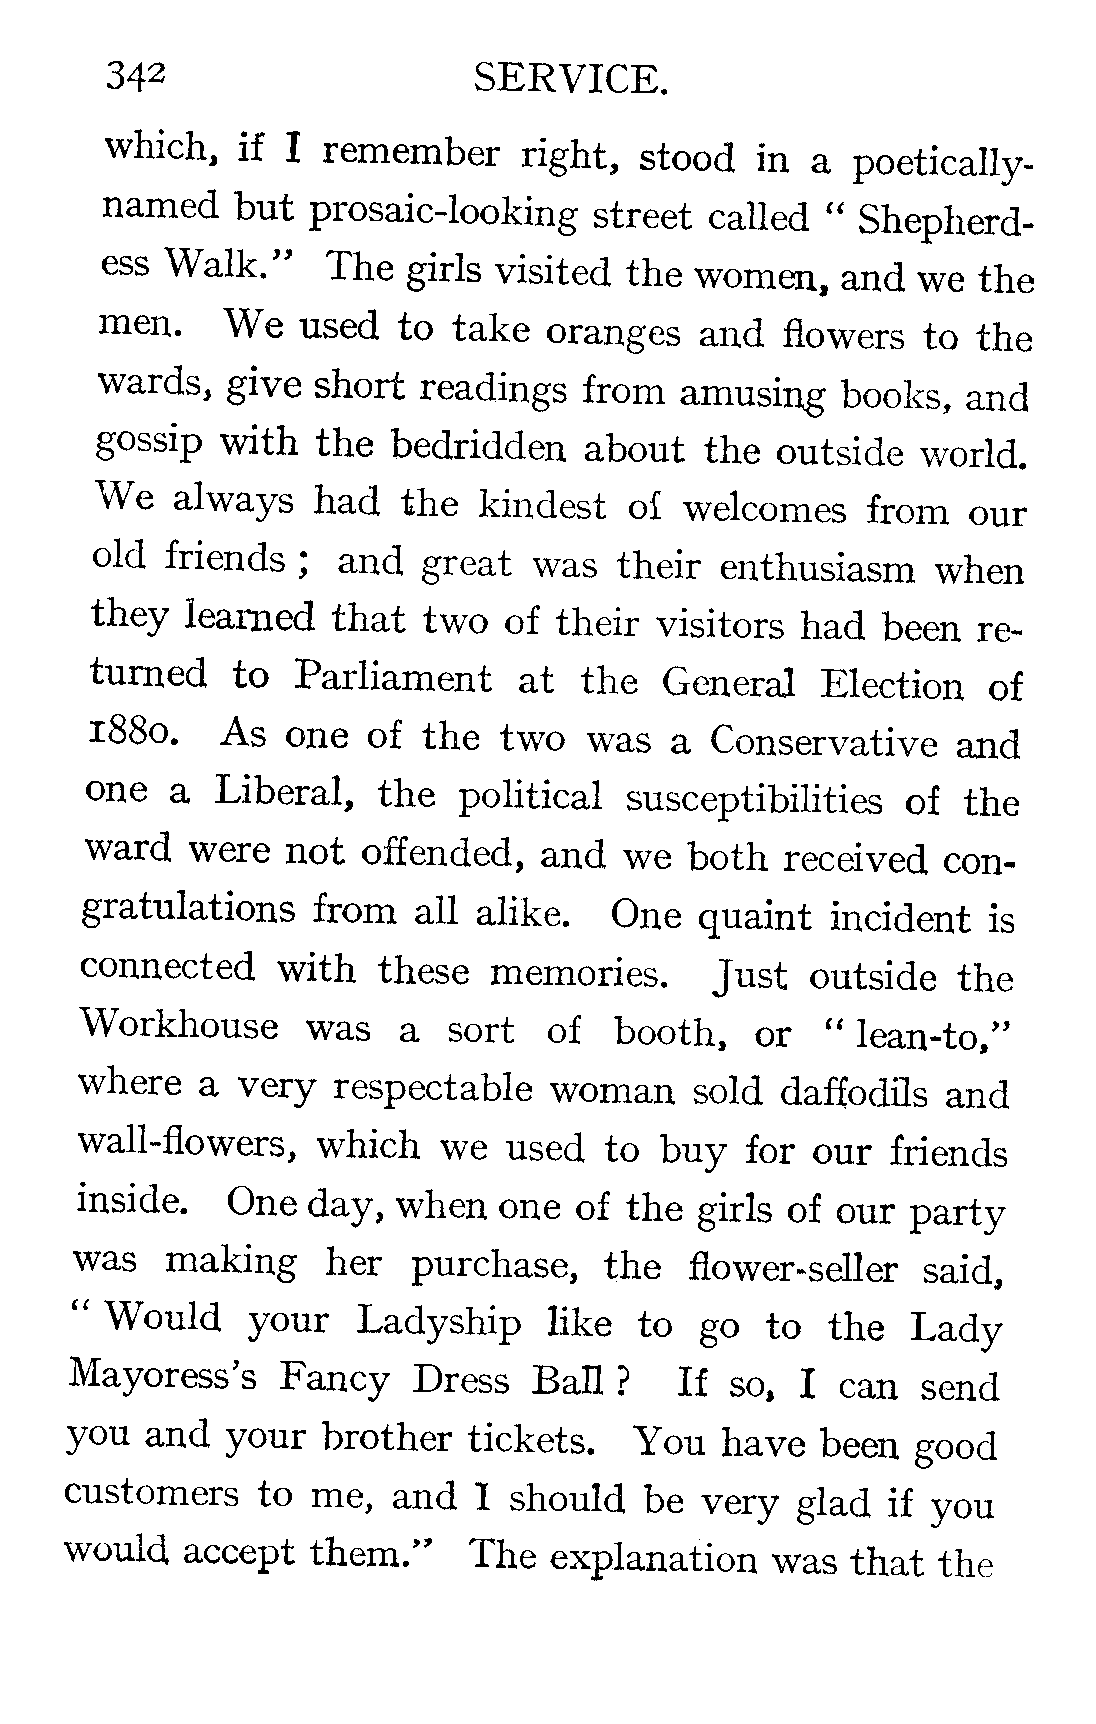 342 SERVICE.
which, if I remember right, stood in a poetically-
named but prosaic-looking street called “ Shepherd-
ess Walk.” The girls visited the women, and we the
men. We used to take oranges and flowers to the
wards, give short readings from amusing books, and
gossip with the bedridden about the outside world.
We always had the kindest of welcomes from our
old friends ; and great was their enthusiasm when
they learned that two of their visitors had been re-
turned to Parliament at the General Election of
1880. As one of the two was a Conservative and
one a Liberal, the political susceptibilities of the
ward were not offended, and we both received con-
gratulations from all alike. One quaint incident is
connected with these memories. Just outside the
Workhouse was a sort of booth, or “ lean-to,”
where a very respectable woman sold daffodils and
wall-flowers, which we used to buy for our friends
inside. One day, when one of the girls of our party
was making her purchase, the flower-seller said,
“ Would your Ladyship like to go to the Lady
Mayoress’s Fancy Dress Ball ? If so, I can send
you and your brother tickets. You have been good
customers to me, and I should be very glad if you
would accept them.” The explanation was that the